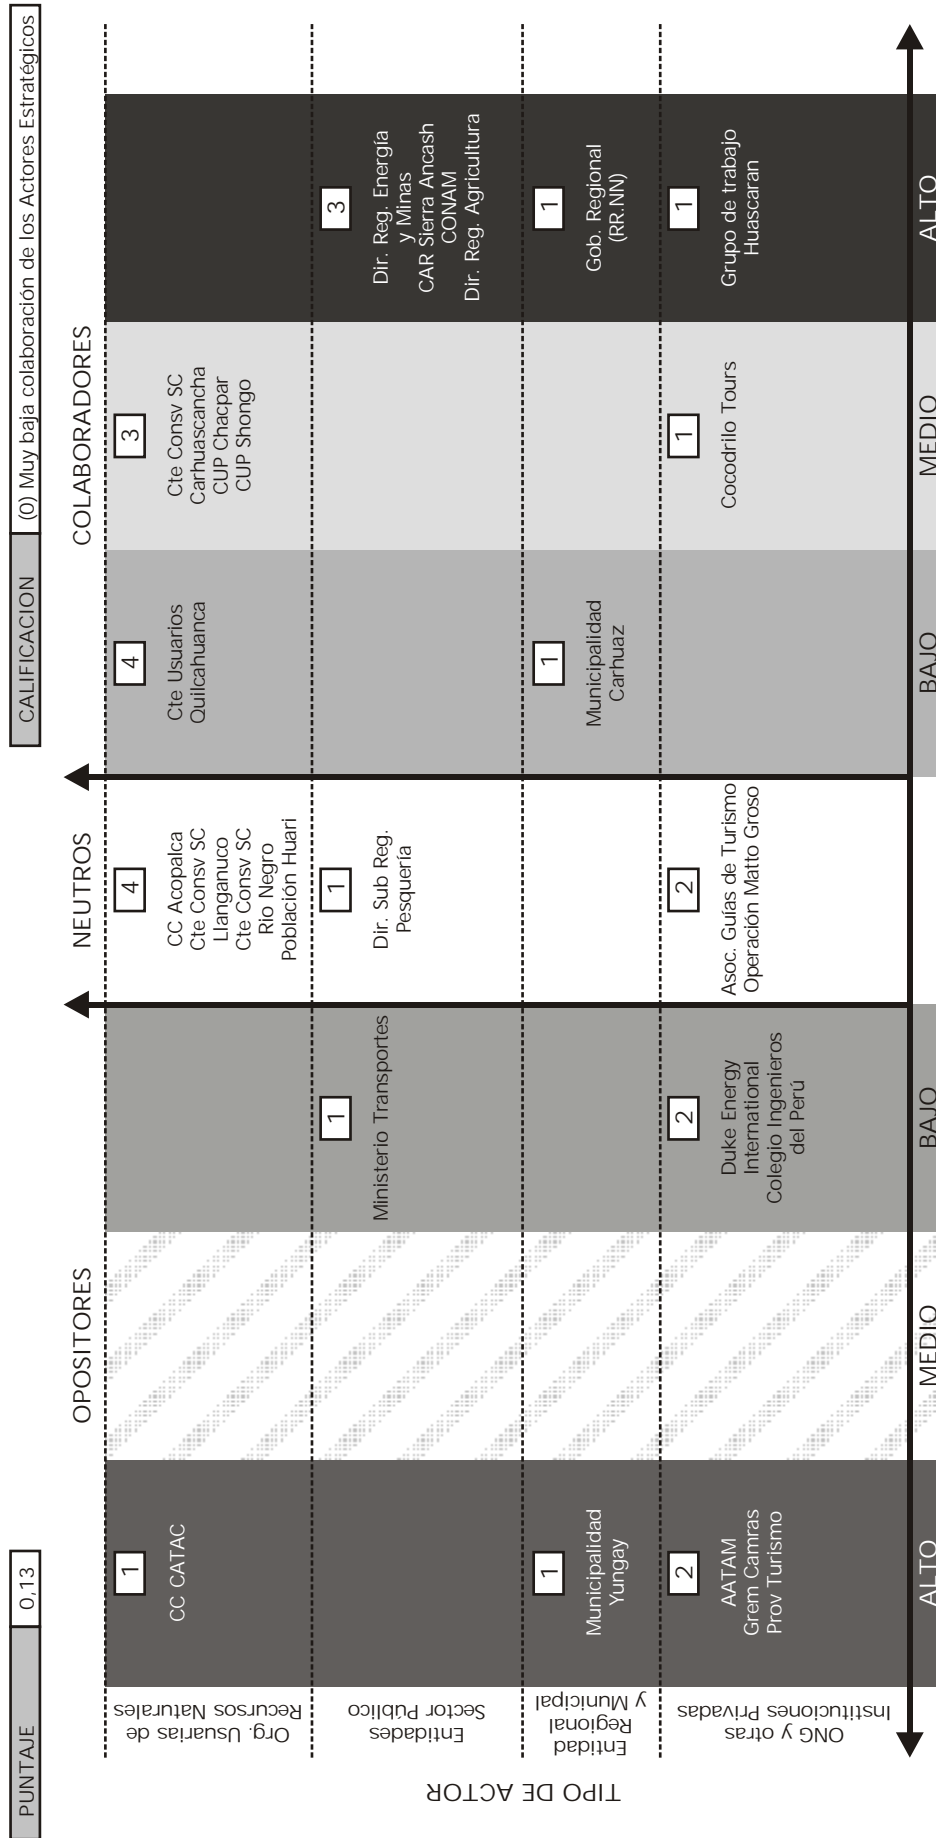 PUNTAJE
0,13
CALIFICACION
(0) Muy baja colaboración de los Actores Estratégicos
OPOSITORES
NEUTROS
COLABORADORES
TIPO DE ACTOR
Org. Usuarias de
Recursos Naturales
1
CC CATAC
4
CC Acopalca
Cte Consv SC
Llanganuco
Cte Consv SC
Rio Negro
Población Huari
4
Cte Usuarios
Quilcahuanca
3
Cte Consv SC
Carhuascancha
CUP Chacpar
CUP Shongo
Entidades
Sector Público
1
Ministerio Transportes
1
Dir. Sub Reg.
Pesquería
3
Dir. Reg. Energía
y Minas
CAR Sierra Ancash
CONAM
Dir. Reg. Agricultura
Entidad
Regional
y Municipal
1
Municipalidad
Yungay
1
Municipalidad
Carhuaz
1
Gob. Regional
(RR.NN)
ONG y otras
Instituciones Privadas
2
AATAM
Grem Camras
Prov Turismo
2
Duke Energy
International
Colegio Ingenieros
del Perú
2
Asoc. Guías de Turismo
Operación Matto Groso
1
Cocodrilo Tours
1
Grupo de trabajo
Huascaran
ALTO
MEDIO
BAJO
BAJO
MEDIO
ALTO